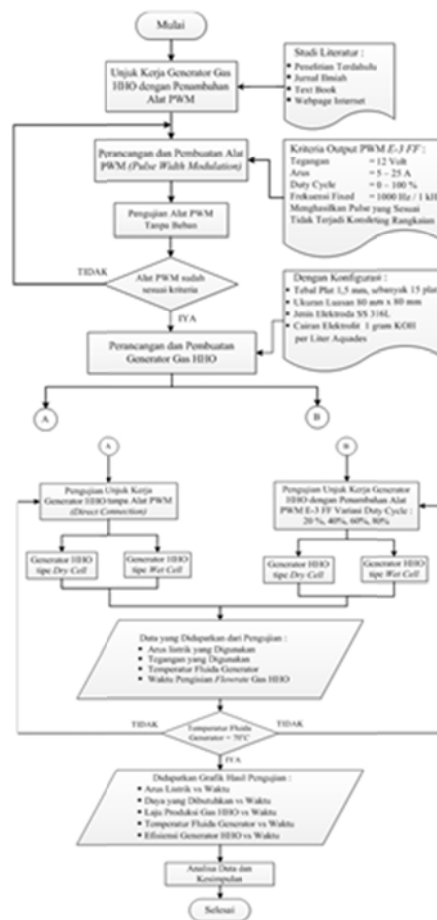 Mulai
Unjuk Kerja Generator Gas
HHO dengan Penambahan
Alat PWM
Studi Literatur :
Penelitian Terdahulu
Jurnal Ilmiah
Text Book
Webpage Internet
Perancangan dan Pembuatan Alat
PWM (Pulse Width Modulation)
Kriteria Output PWM E-3 FF :
Tegangan = 12 Volt
Arus = 5 – 25 A
Duty Cycle = 0 – 100 %
Frekuensi Fixed = 1000 Hz / 1 kH
Menghasilkan Pulse yang Sesuai
Tidak Terjadi Konsleting Rangkaian
Pengujian Alat PWM
Tanpa Beban
TIDAK
Alat PWM sudah
sesuai kriteria
IYA
Dengan Konfigurasi :
Tebal Plat 1,5 mm, sebanyak 15 plat
Ukuran Luasan 80 mm x 80 mm
Jenis Elektroda SS 316L
Cairan Elektrolit 1 gram KOH
per Liter Aquades
Perancangan dan Pembuatan
Generator Gas HHO
A
B
A
B
Pengujian Unjuk Kerja
Generator HHO tanpa Alat PWM
(Direct Connection)
Pengujian Unjuk Kerja Generator
HHO dengan Penambahan Alat
PWM E-3 FF Variasi Duty Cycle :
20 %, 40%, 60%, 80%
Generator HHO
tipe Dry Cell
Generator HHO
tipe Wet Cell
Generator HHO
tipe Dry Cell
Generator HHO
tipe Wet Cell
Data yang Didapatkan dari Pengujian :
Arus listrik yang Digunakan
Tegangan yang Digunakan
Temperatur Fluida Generator
Waktu Pengisian Flowrate Gas HHO
TIDAK
Temperatur Fluida
Generator = 70°C
TIDAK
IYA
Didapatkan Grafik Hasil Pengujian :
Arus Listrik vs Waktu
Daya yang Dibutuhkan vs Waktu
Laju Produksi Gas HHO vs Waktu
Temperatur Fluida Generator vs Waktu
Efisiensi Generator HHO vs Waktu
Analisa Data dan
Kesimpulan
Selesai